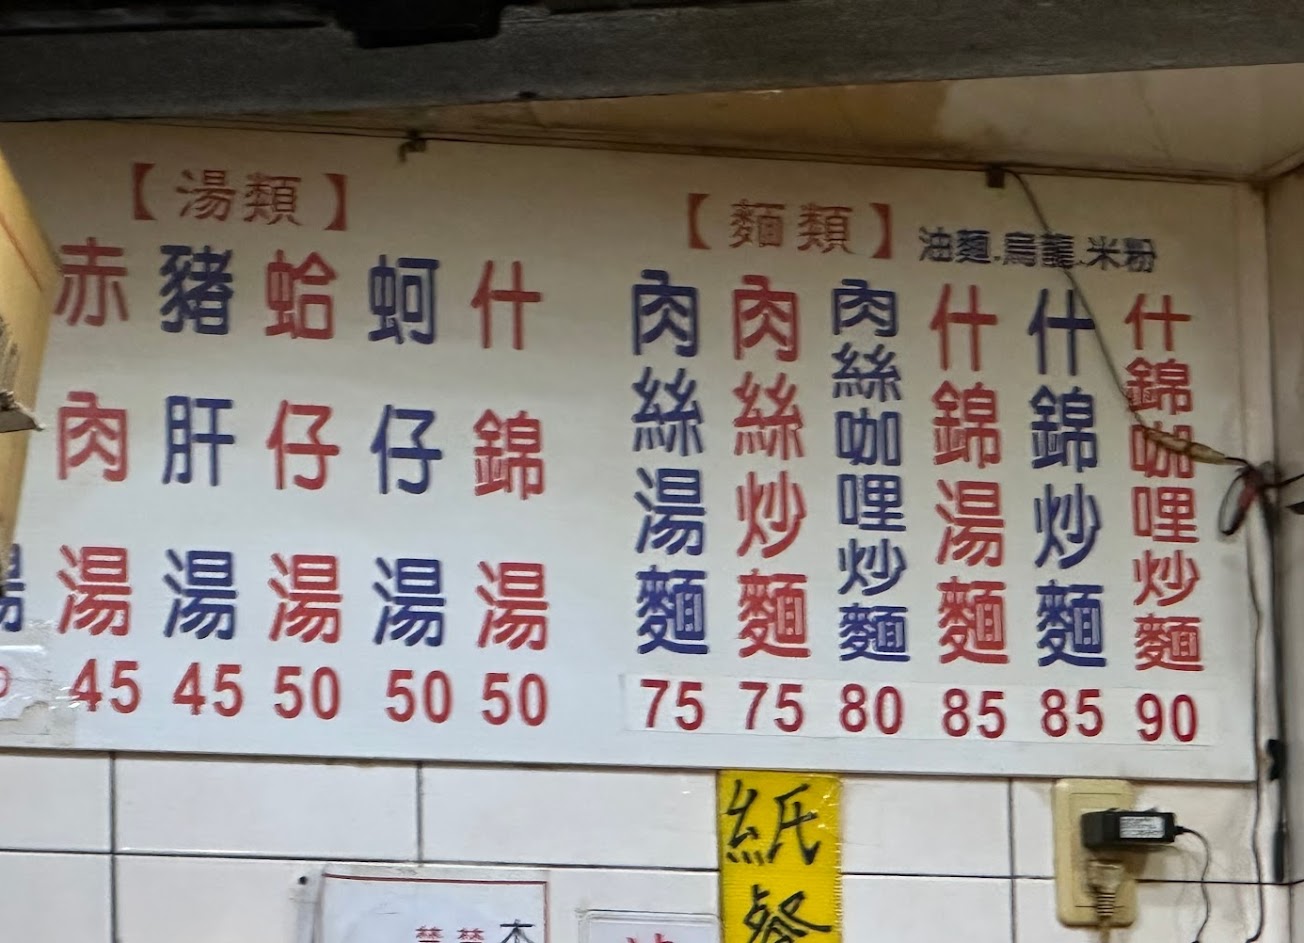 【湯類】
湯
赤肉湯 45
豬肝湯 45
蛤仔湯 50
蚵仔湯 50
什錦湯 50
【麵類】油麵.烏龍.米粉
肉絲湯麵 75
肉絲炒麵 75
肉絲咖哩炒麵 80
什錦湯麵 85
什錦炒麵 85
什錦咖哩炒麵 90
紙餐